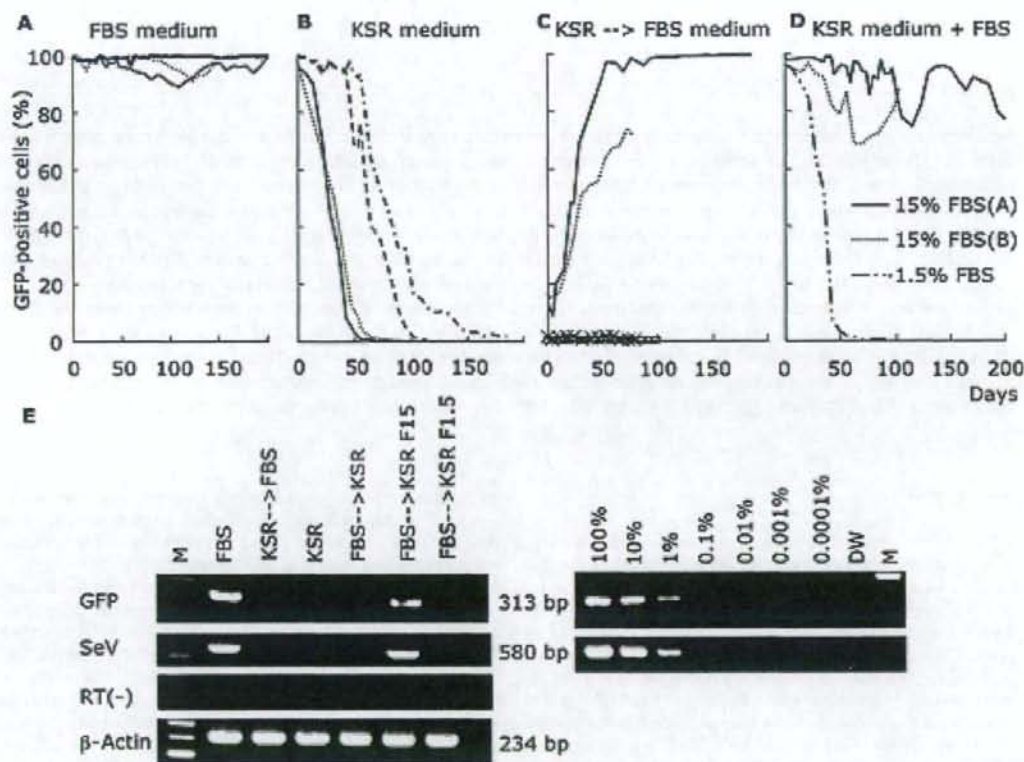 A
FBS medium
B
KSR medium
C
KSR --> FBS medium
D
KSR medium + FBS
GFP-positive cells (%)
100
80
60
40
20
0
15% FBS(A)
15% FBS(B)
1.5% FBS
0 50 100 150
0 50 100 150
0 50 100 150
0 50 100 150 200
Days
E
M
FBS
KSR-->FBS
KSR
FBS-->KSR
FBS-->KSR F15
FBS-->KSR F1.5
100%
10%
1%
0.1%
0.01%
0.001%
0.0001%
DW
M
GFP
313 bp
SeV
580 bp
RT(-)
β-Actin
234 bp